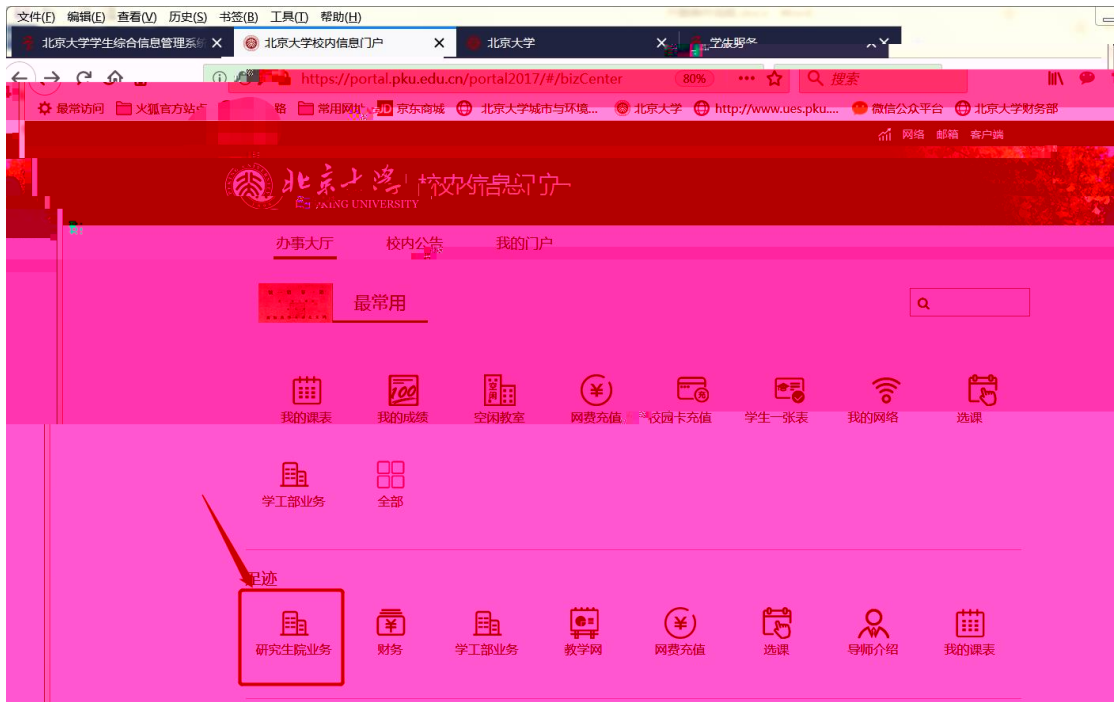 文件(F) 编辑(E) 查看(V) 历史(S) 书签(B) 工具(T) 帮助(H)
北京大学学生综合信息管理系统 北京大学校内信息门户 北京大学
https://portal.pku.edu.cn/portal2017/#/bizCenter 80% 搜索
最常访问 火狐官方站点 常用网址 京东商城 北京大学城市与环境... 北京大学 http://www.ues.pku.... 微信公众平台 北京大学财务部
网络 邮箱 客户端
北京大学 校内信息门户
UNIVERSITY
办事大厅 校内公告 我的门户
最常用
100 空闲
我的课表 我的成绩 空闲教室 网费充值 校园卡充值 学生一张表 我的网络 选课
学工部业务 全部
足迹
研究生院业务 财务 学工部业务 教学网 网费充值 选课 导师介绍 我的课表